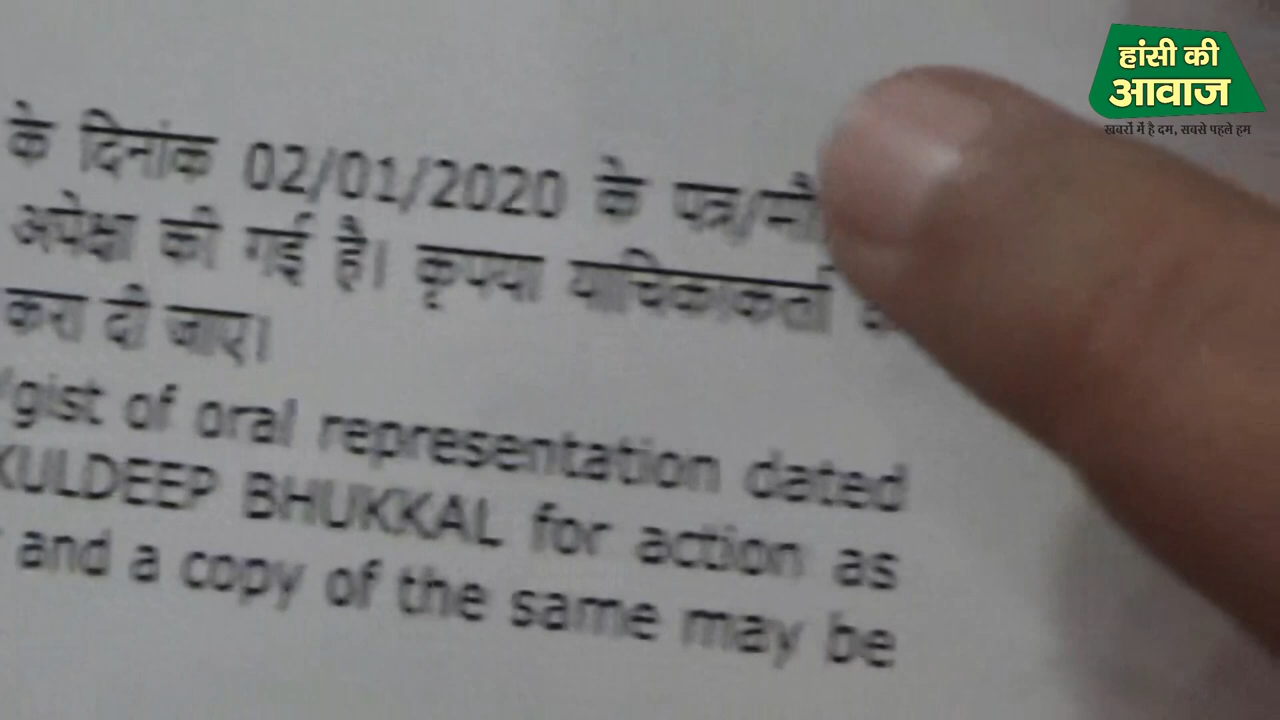 हांसी की
आवाज
खबरों में है दम, सबसे पहले हम
के दिनांक 02/01/2020 के पत्र/मौ
अपेक्षा की गई है। कृपया याचिकाकर्ता
करा दी जाए।
/gist of oral representation dated
KULDEEP BHUKKAL for action as
and a copy of the same may be